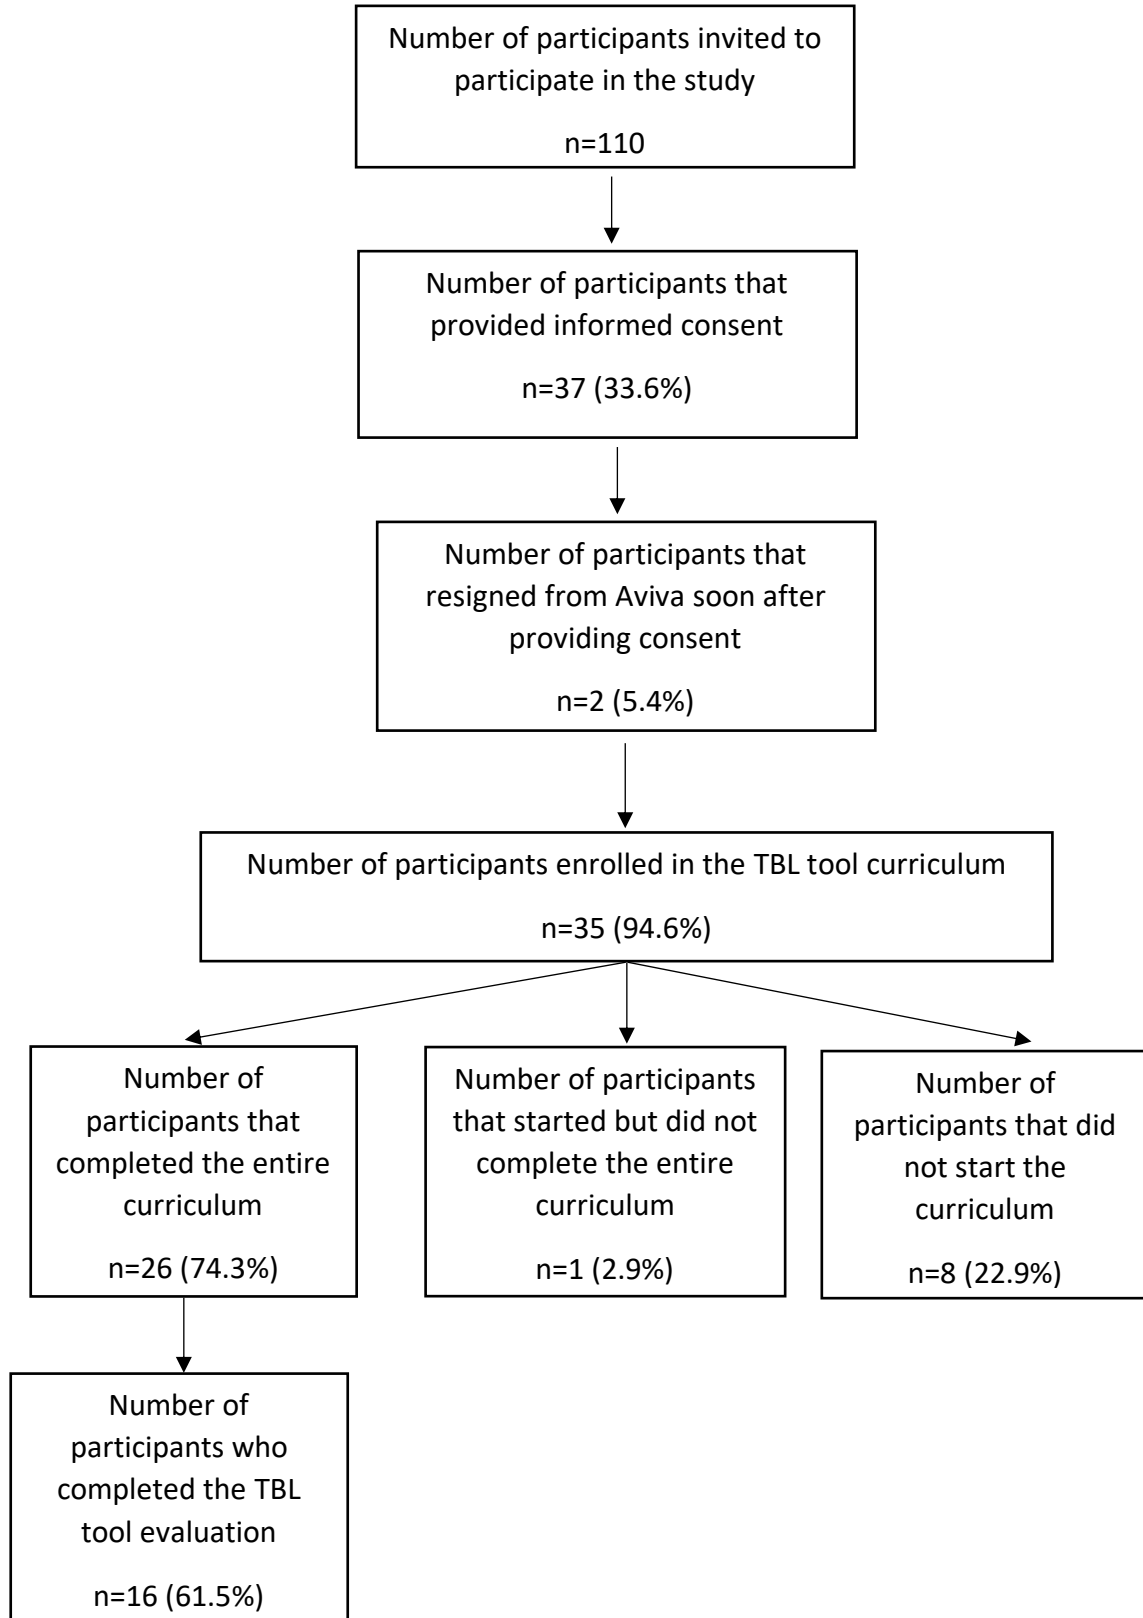 Number of participants invited to
participate in the study
n=110
Number of participants that
provided informed consent
n=37 (33.6%)
Number of participants that
resigned from Aviva soon after
providing consent
n=2 (5.4%)
Number of participants enrolled in the TBL tool curriculum
n=35 (94.6%)
Number of
participants that
completed the entire
curriculum
n=26 (74.3%)
Number of participants
that started but did not
complete the entire
curriculum
n=1 (2.9%)
Number of
participants that did
not start the
curriculum
n=8 (22.9%)
Number of
participants who
completed the TBL
tool evaluation
n=16 (61.5%)